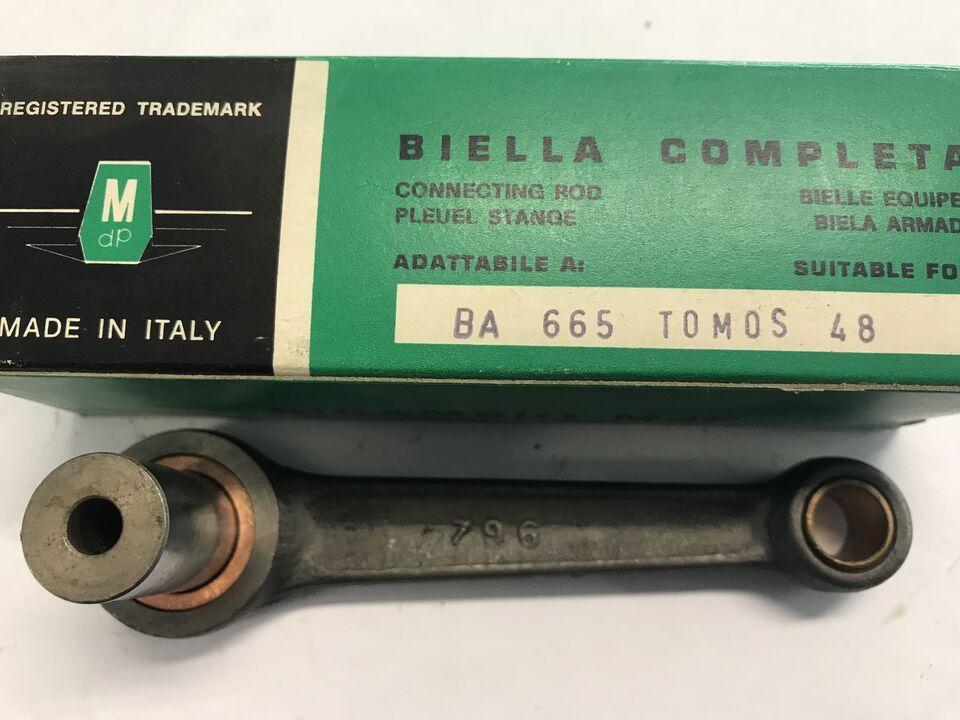 REGISTERED TRADEMARK
M
dp
MADE IN ITALY
BIELLA COMPLETA
CONNECTING ROD
PLEUEL STANGE
BIELLE EQUIPE
BIELA ARMAD
ADATTABILE A:
SUITABLE FO
BA 665 TOMOS 48
796